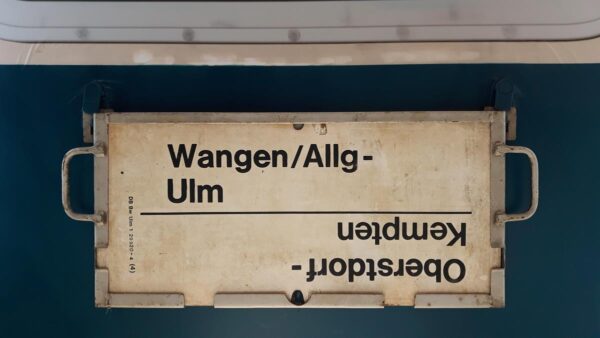 Wangen/Allg-
Ulm
Oberstdorf-
Kempten